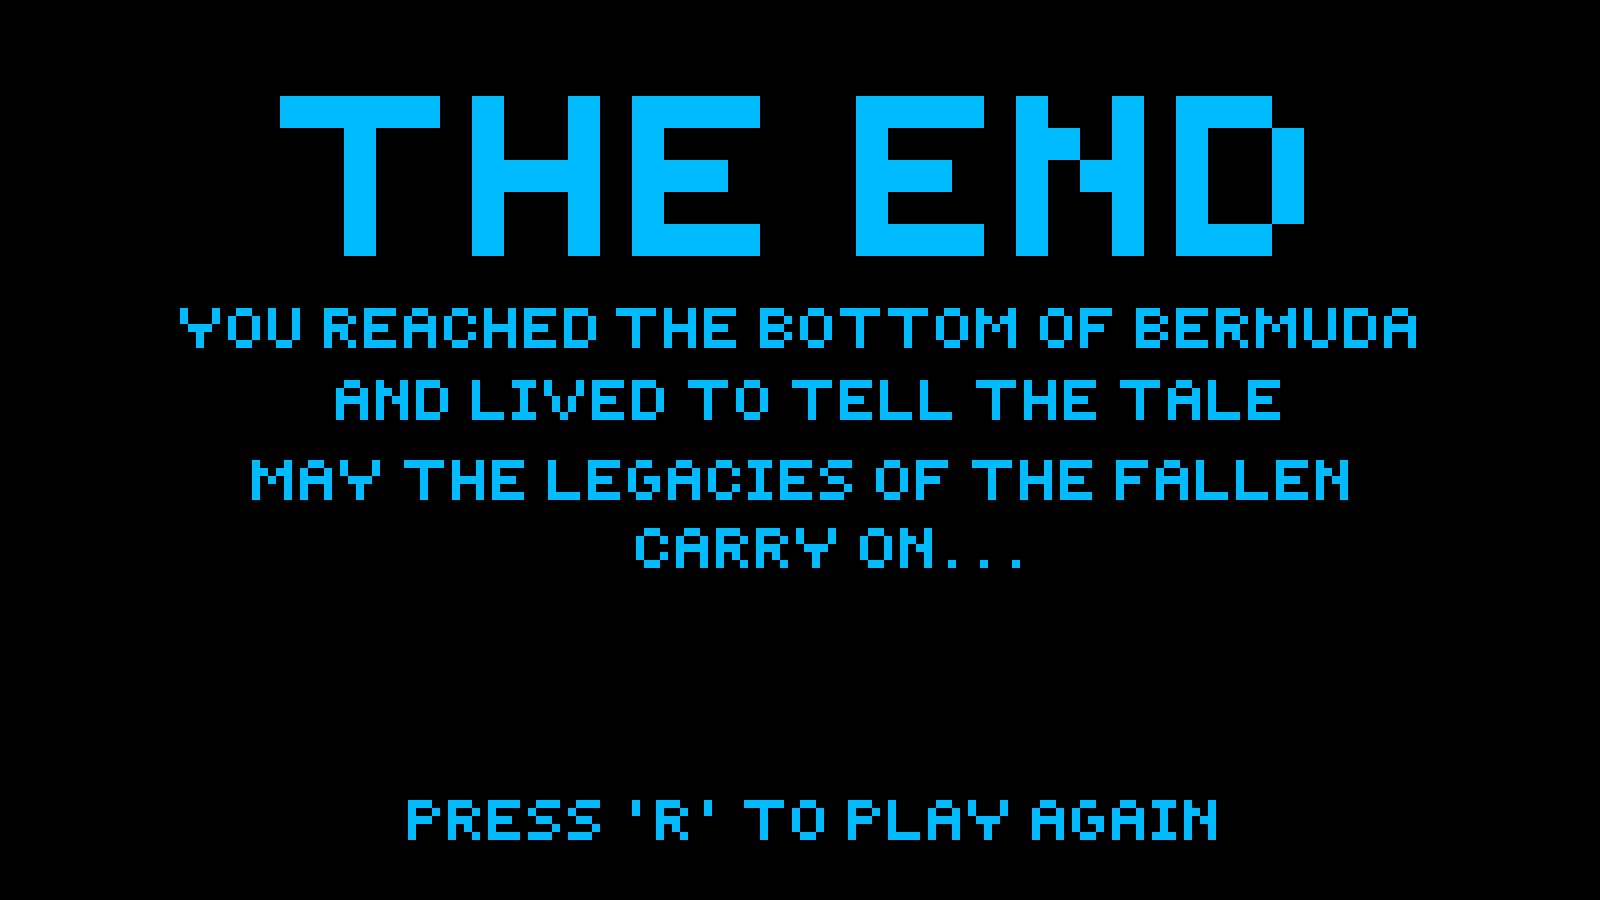 THE END
YOU REACHED THE BOTTOM OF BERMUDA
AND LIVED TO TELL THE TALE
MAY THE LEGACIES OF THE FALLEN
CARRY ON...
PRESS 'R' TO PLAY AGAIN